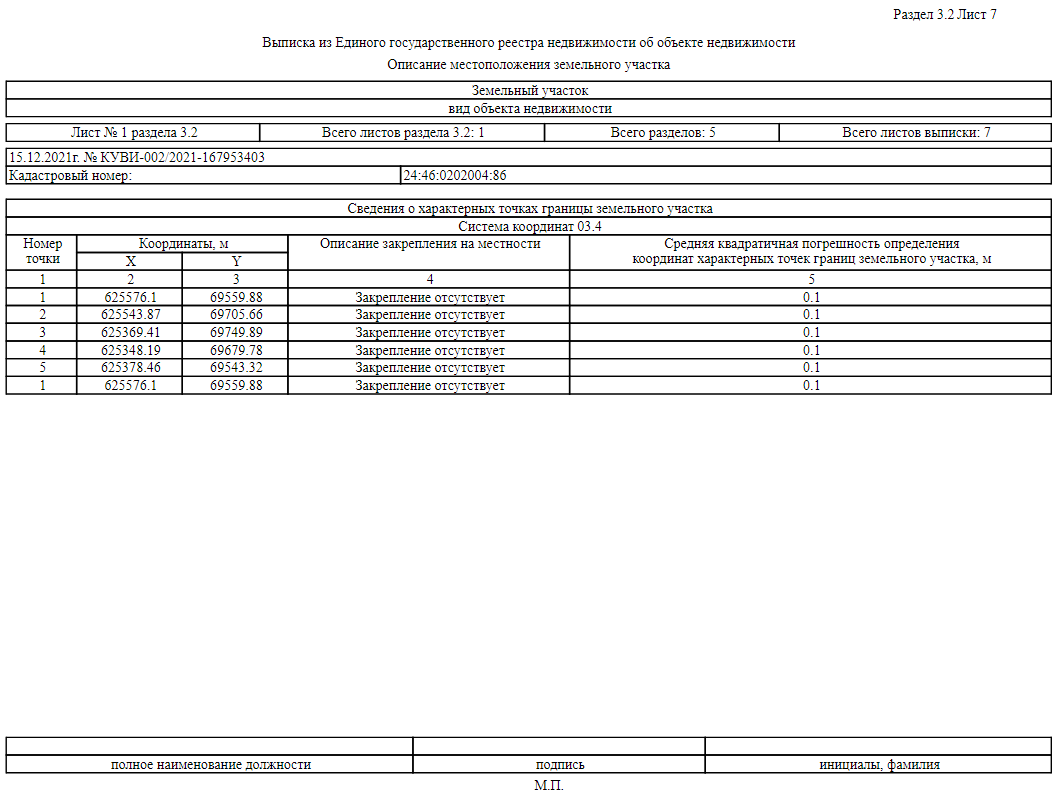 Раздел 3.2 Лист 7
Выписка из Единого государственного реестра недвижимости об объекте недвижимости
Описание местоположения земельного участка
Земельный участок
вид объекта недвижимости
Лист № 1 раздела 3.2 Всего листов раздела 3.2: 1 Всего разделов: 5 Всего листов выписки: 7
15.12.2021г. № КУВИ-002/2021-167953403
Кадастровый номер: 24:46:0202004:86
Сведения о характерных точках границы земельного участка
Система координат 03.4
Номер точки Координаты, м Описание закрепления на местности Средняя квадратичная погрешность определения
координат характерных точек границ земельного участка, м
X Y
1 2 3 4 5
1 625576.1 69559.88 Закрепление отсутствует 0.1
2 625543.87 69705.66 Закрепление отсутствует 0.1
3 625369.41 69749.89 Закрепление отсутствует 0.1
4 625348.19 69679.78 Закрепление отсутствует 0.1
5 625378.46 69543.32 Закрепление отсутствует 0.1
1 625576.1 69559.88 Закрепление отсутствует 0.1
полное наименование должности подпись инициалы, фамилия
М.П.